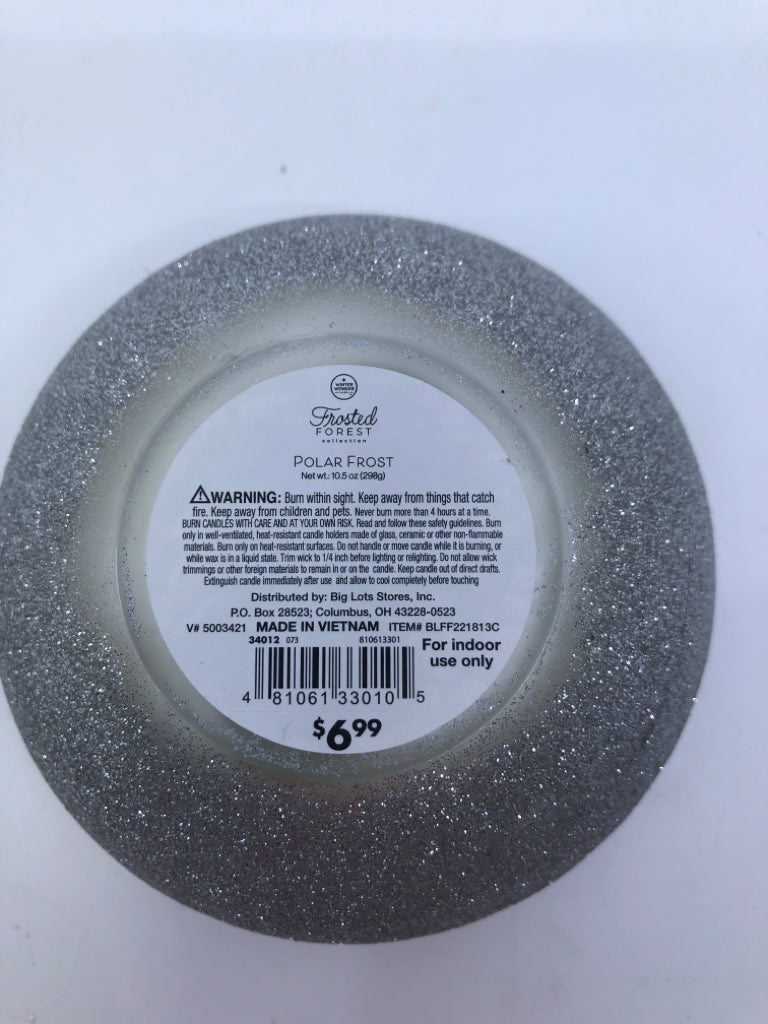 WINTER
WONDER
Frosted
FOREST
collection
POLAR FROST
Net wt.: 10.5 oz (298g)
⚠WARNING: Burn within sight. Keep away from things that catch
fire. Keep away from children and pets. Never burn more than 4 hours at a time.
BURN CANDLES WITH CARE AND AT YOUR OWN RISK. Read and follow these safety guidelines. Burn
only in well-ventilated, heat-resistant candle holders made of glass, ceramic or other non-flammable
materials. Burn only on heat-resistant surfaces. Do not handle or move candle while it is burning, or
while wax is in a liquid state. Trim wick to 1/4 inch before lighting or relighting. Do not allow wick
trimmings or other foreign materials to remain in or on the candle. Keep candle out of direct drafts.
Extinguish candle immediately after use and allow to cool completely before touching
Distributed by: Big Lots Stores, Inc.
P.O. Box 28523; Columbus, OH 43228-0523
V# 5003421 MADE IN VIETNAM ITEM# BLFF221813C
34012 073 810613301
For indoor
use only
4 81061 33010 5
$6.99